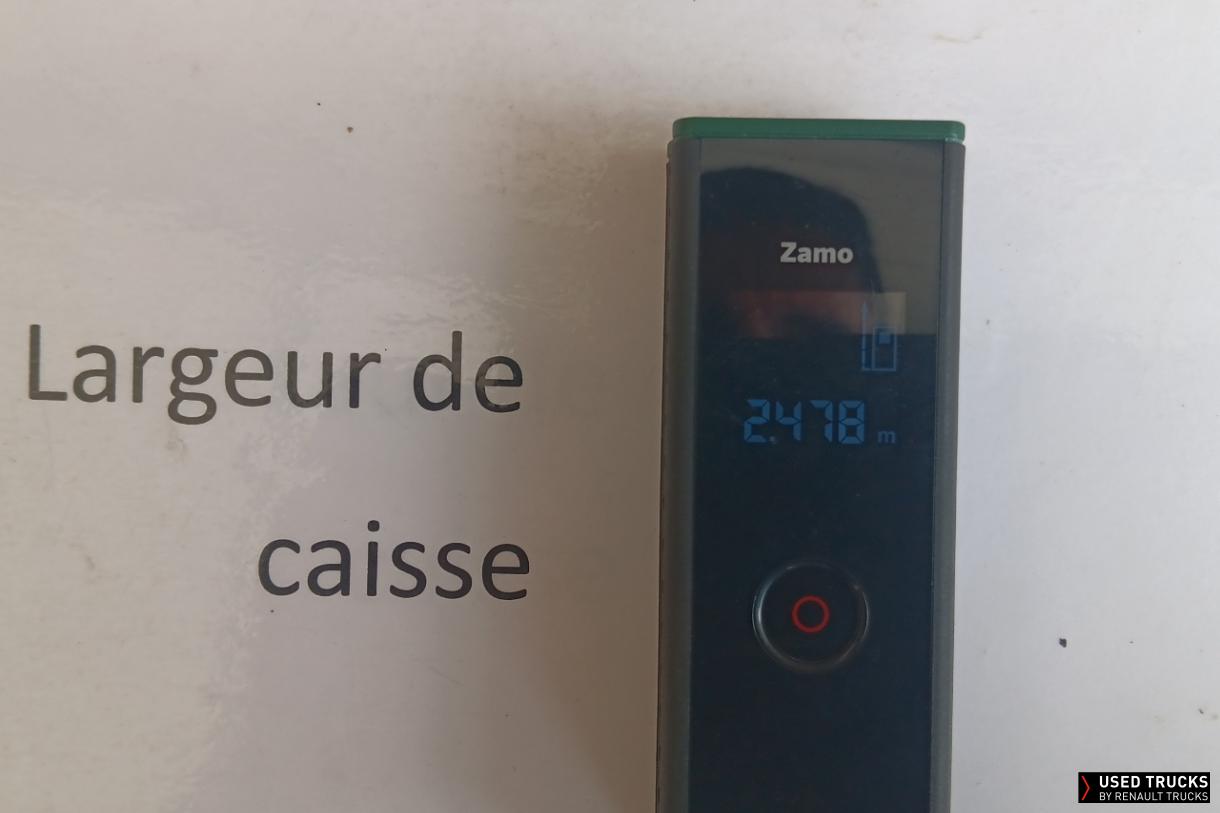 Largeur de
caisse
Zamo
2.478 m
USED TRUCKS
BY RENAULT TRUCKS